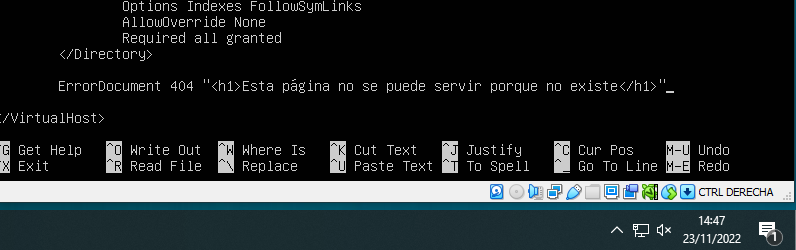 Options Indexes FollowSymLinks
AllowOverride None
Required all granted
</Directory>
ErrorDocument 404 "<h1>Esta página no se puede servir porque no existe</h1>"_
</VirtualHost>
^G Get Help ^O Write Out ^W Where Is ^K Cut Text ^J Justify ^C Cur Pos M-U Undo
^X Exit ^R Read File ^\ Replace ^U Paste Text ^T To Spell ^_ Go To Line M-E Redo
CTRL DERECHA
14:47
23/11/2022
1